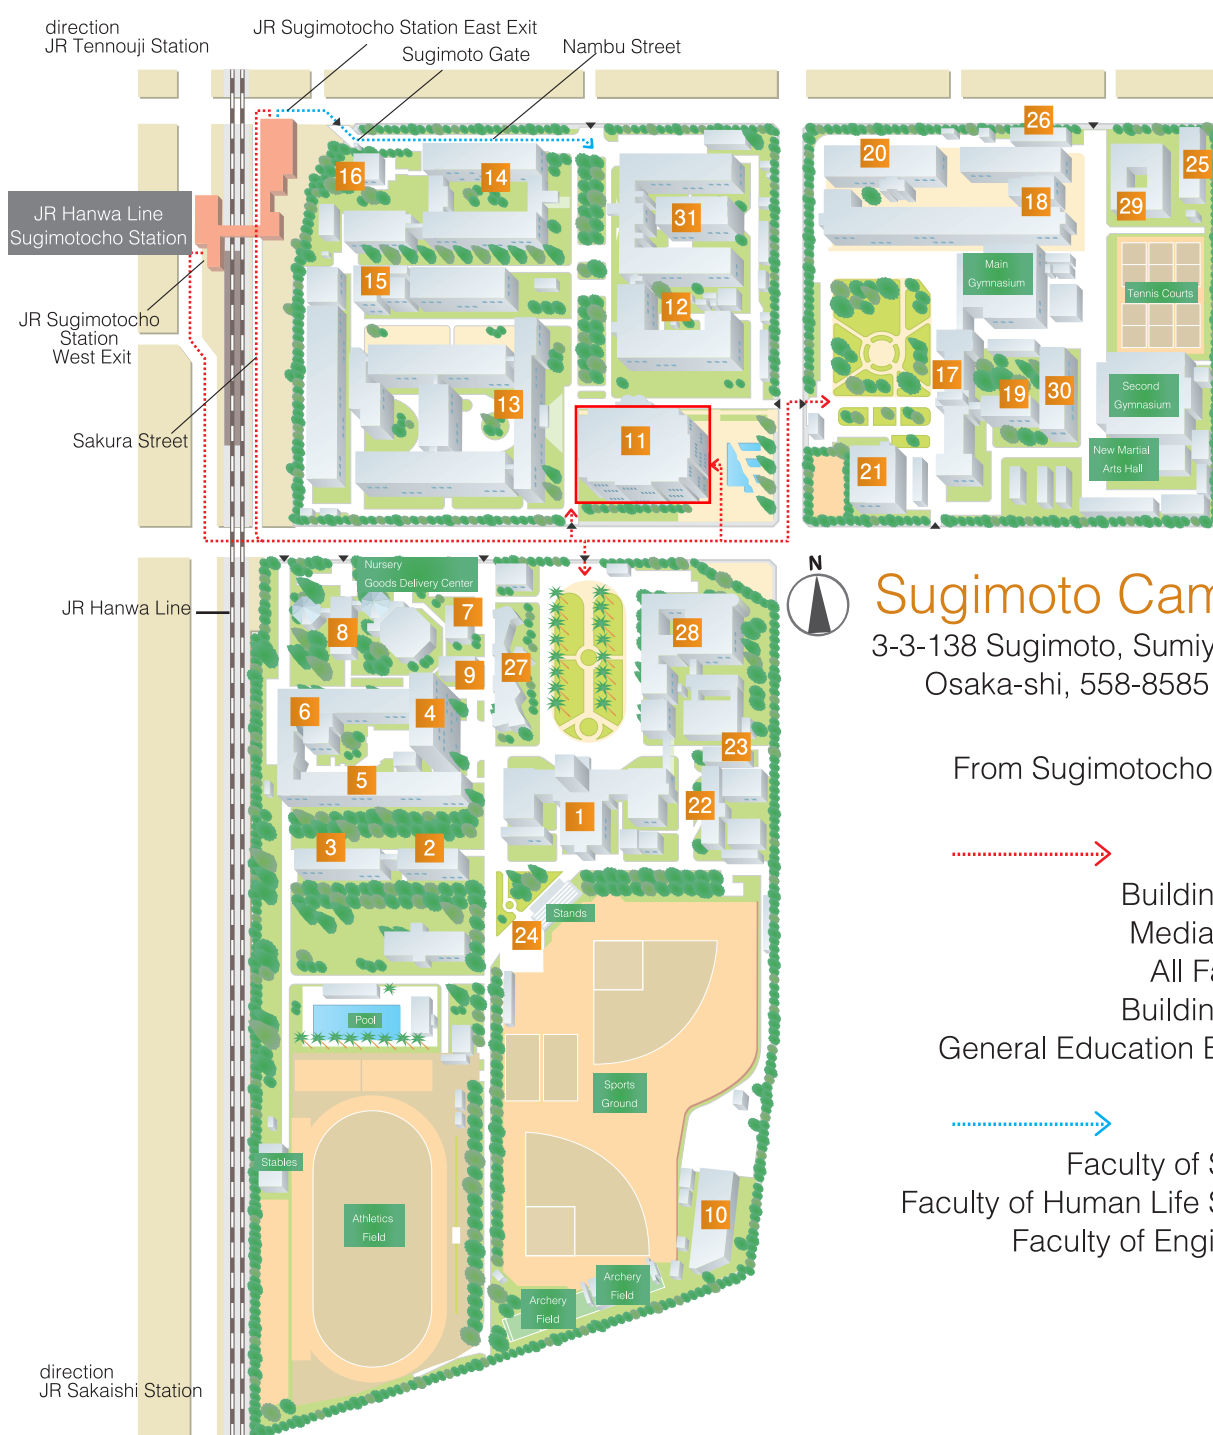 direction
JR Tennouji Station
JR Sugimotocho Station East Exit
Sugimoto Gate
Nambu Street
26
20
25
16
14
18
29
31
JR Hanwa Line
Sugimotocho Station
Main
Gymnasium
15
12
Tennis Courts
JR Sugimotocho
Station
West Exit
17
19
30
Second
Gymnasium
13
11
Sakura Street
New Martial
Arts Hall
21
N
Nursery
Goods Delivery Center
Sugimoto Cam
JR Hanwa Line
7
8
28
3-3-138 Sugimoto, Sumiy
9
27
Osaka-shi, 558-8585
6
4
23
5
From Sugimotocho
22
1
3
2
Stands
24
Buildin
Media
All Fa
Buildin
General Education B
Pool
Sports
Ground
Stables
Faculty of S
Faculty of Human Life S
Faculty of Engi
10
Athletics
Field
Archery
Field
Archery
Field
direction
JR Sakaishi Station